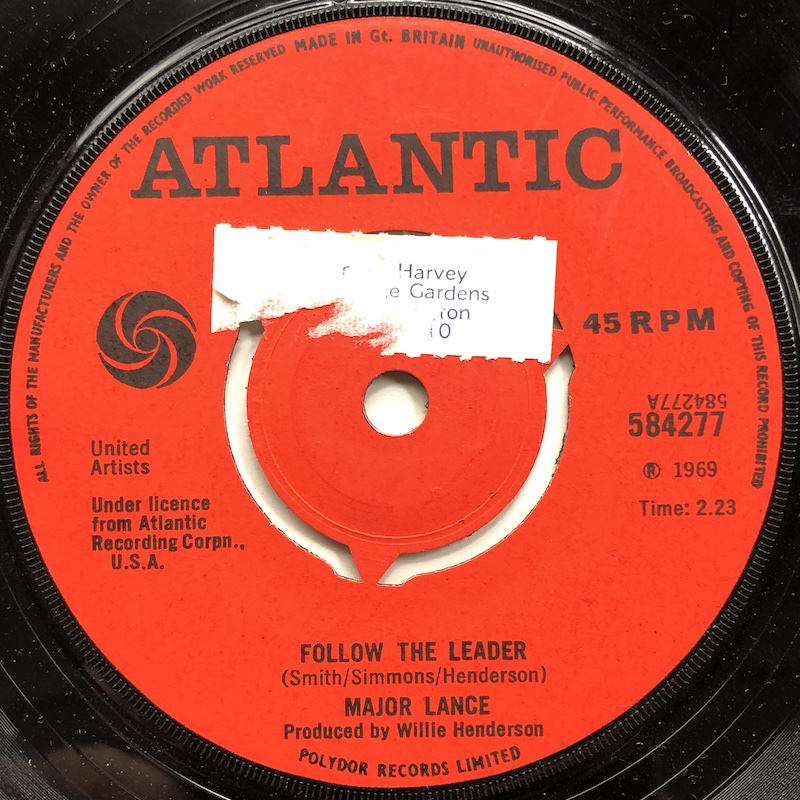 ALL RIGHTS OF THE MANUFACTURERS AND THE OWNER OF THE RECORDED WORK RESERVED MADE IN Gt. BRITAIN UNAUTHORISED PUBLIC PERFORMANCE BROADCASTING AND COPYING OF THIS RECORD PROHIBITED
ATLANTIC
Harvey
Gardens
10
45 RPM
584277A
584277
United
Artists
℗ 1969
Under licence
from Atlantic
Recording Corpn.,
U.S.A.
Time: 2.23
FOLLOW THE LEADER
(Smith/Simmons/Henderson)
MAJOR LANCE
Produced by Willie Henderson
POLYDOR RECORDS LIMITED